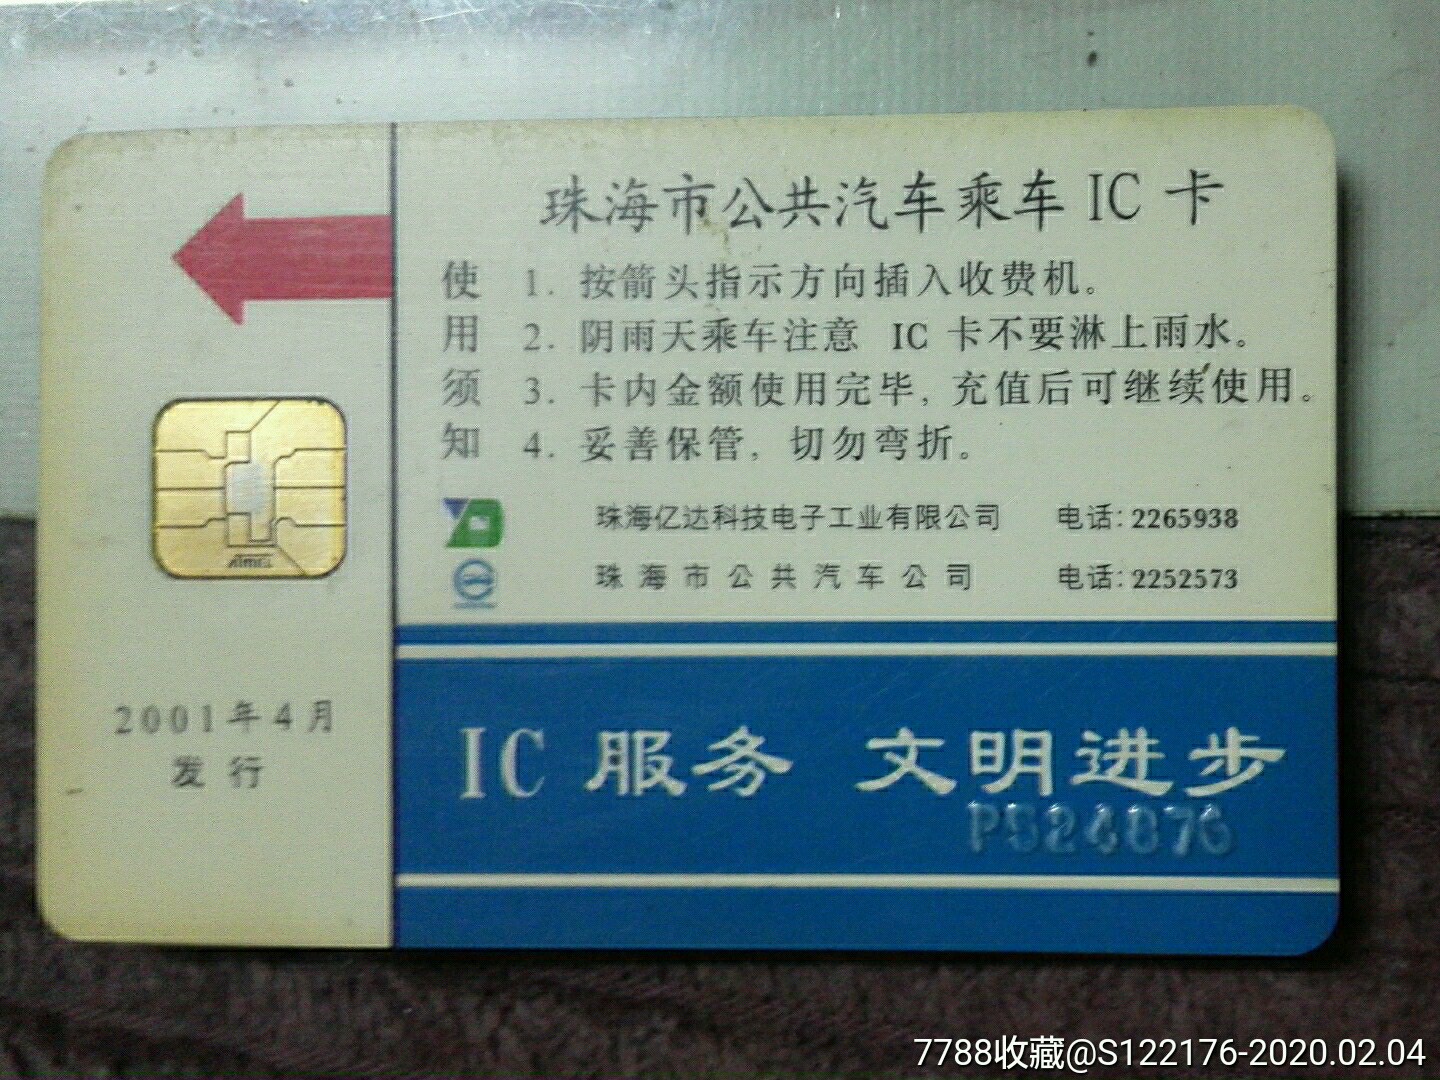 珠海市公共汽车乘车 IC 卡
使用须知
1. 按箭头指示方向插入收费机。
2. 阴雨天乘车注意 IC 卡不要淋上雨水。
3. 卡内金额使用完毕, 充值后可继续使用。
4. 妥善保管, 切勿弯折。
珠海亿达科技电子工业有限公司 电话: 2265938
珠海市公共汽车公司 电话: 2252573
ATMEL
2001年4月
发行
IC 服务 文明进步
P524876
7788收藏@S122176-2020.02.04